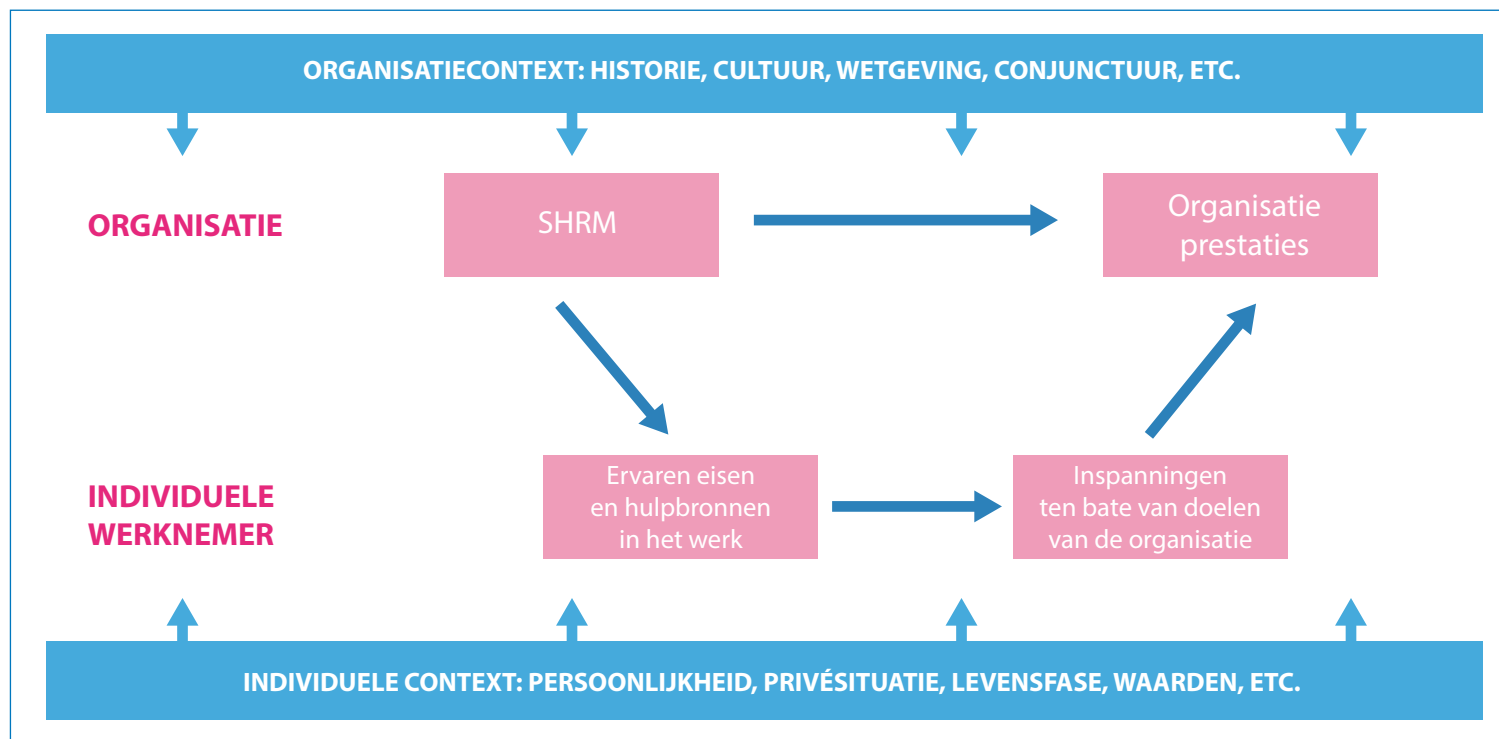 ORGANISATIECONTEXT: HISTORIE, CULTUUR, WETGEVING, CONJUNCTUUR, ETC.
ORGANISATIE
SHRM
Organisatie
prestaties
INDIVIDUELE
WERKNEMER
Ervaren eisen
en hulpbronnen
in het werk
Inspanningen
ten bate van doelen
van de organisatie
INDIVIDUELE CONTEXT: PERSOONLIJKHEID, PRIVÉSITUATIE, LEVENSFASE, WAARDEN, ETC.